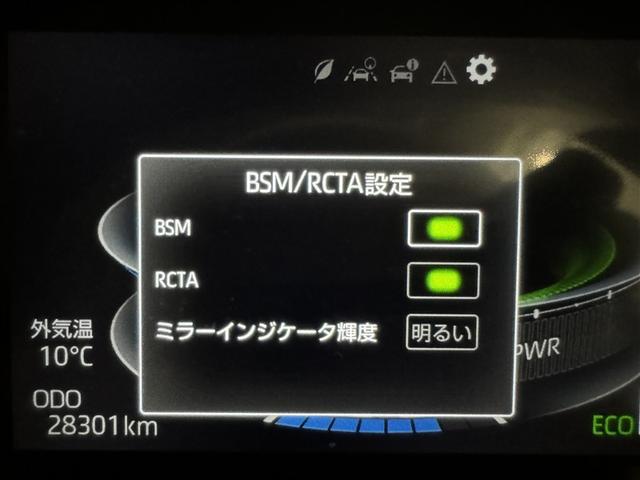 BSM/RCTA設定
BSM
RCTA
ミラーインジケータ輝度 明るい
外気温
10℃
PWR
ODO
28301km
ECO